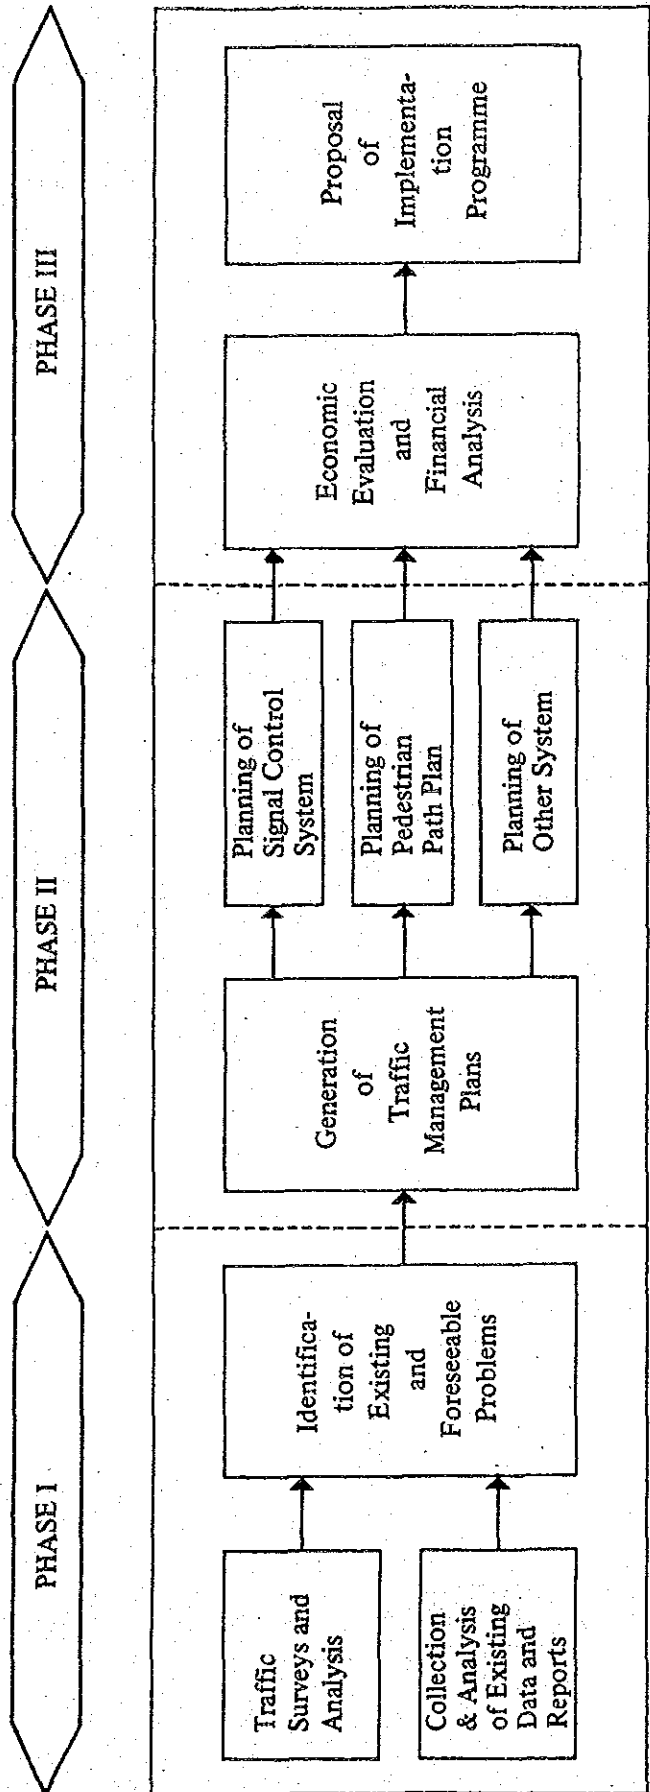 PHASE I
PHASE II
PHASE III
Traffic
Surveys and
Analysis
Collection
& Analysis
of Existing
Data and
Reports
Identifica-
tion of
Existing
and
Foreseeable
Problems
Generation
of
Traffic
Management
Plans
Planning of
Signal Control
System
Planning of
Pedestrian
Path Plan
Planning of
Other System
Economic
Evaluation
and
Financial
Analysis
Proposal
of
Implementa-
tion
Programme